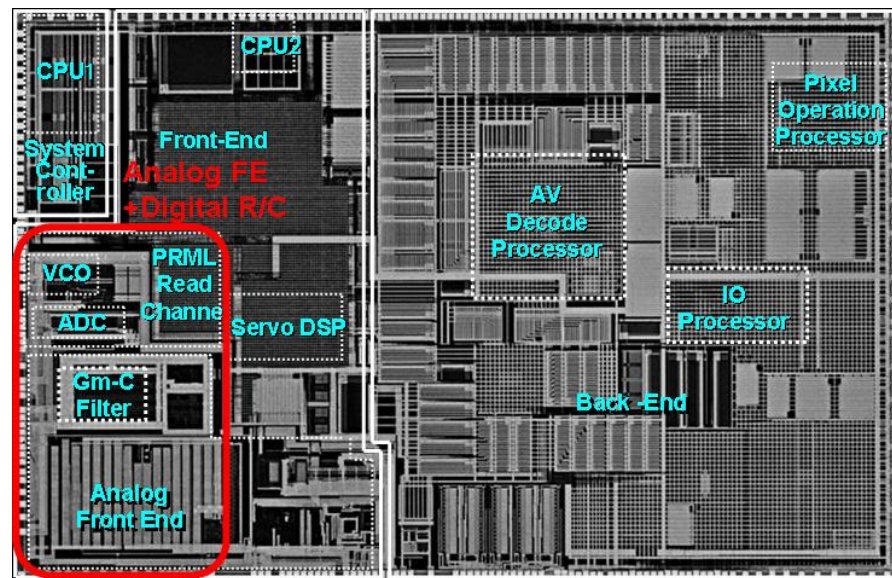 CPU1
CPU2
System
Cont-
roller
Front-End
Analog FE
+Digital R/C
Pixel
Operation
Processor
AV
Decode
Processor
VCO
PRML
Read
Channel
ADC
Servo DSP
IO
Processor
Gm-C
Filter
Back -End
Analog
Front End